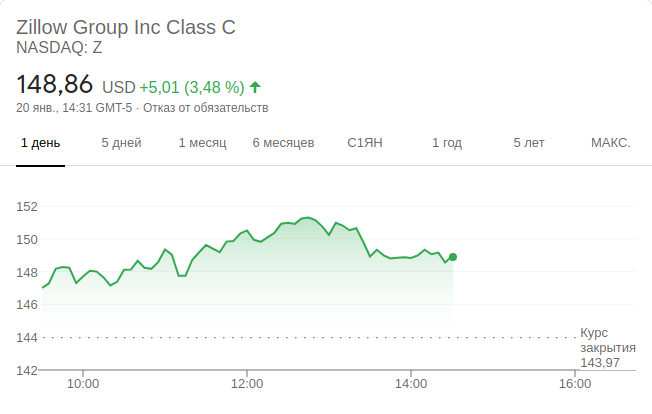 Zillow Group Inc Class C
NASDAQ: Z
148,86 USD +5,01 (3,48 %)
20 янв., 14:31 GMT-5 · Отказ от обязательств
1 день 5 дней 1 месяц 6 месяцев С1ЯН 1 год 5 лет МАКС.
152
150
148
146
144
Курс
закрытия
143,97
142
10:00 12:00 14:00 16:00